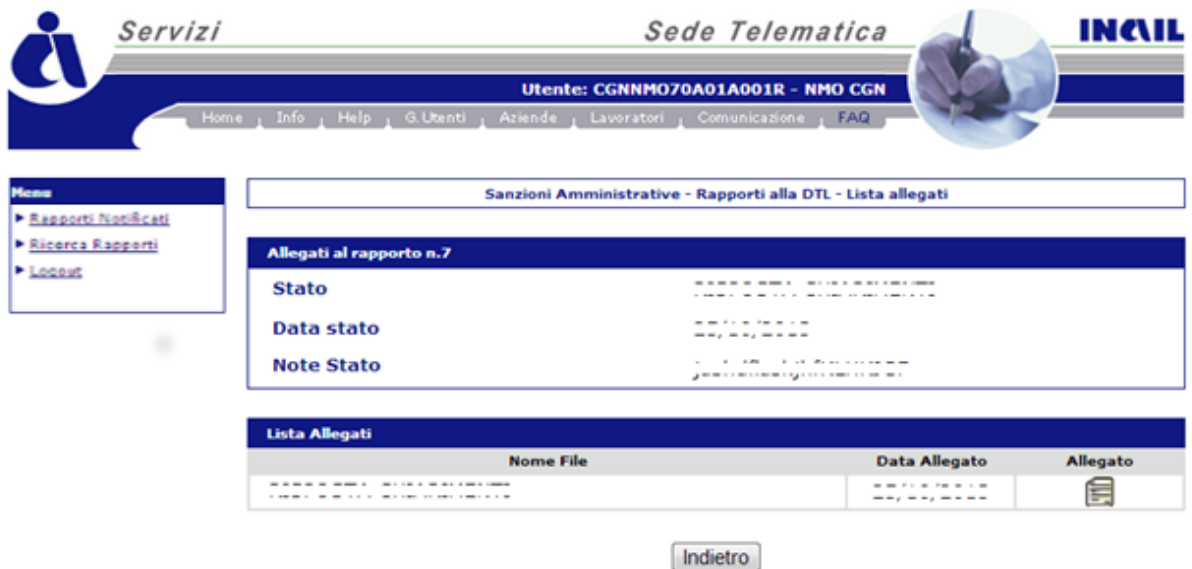 Servizi
Sede Telematica
INAIL
Utente: CGNNMO70A01A001R - NMO CGN
Home Info Help G.Utenti Aziende Lavoratori Comunicazione FAQ
Menu
Rapporti Notificati
Ricerca Rapporti
Logout
Sanzioni Amministrative - Rapporti alla DTL - Lista allegati
Allegati al rapporto n.7
Stato
Data stato
Note Stato
Lista Allegati
Nome File Data Allegato Allegato
Indietro